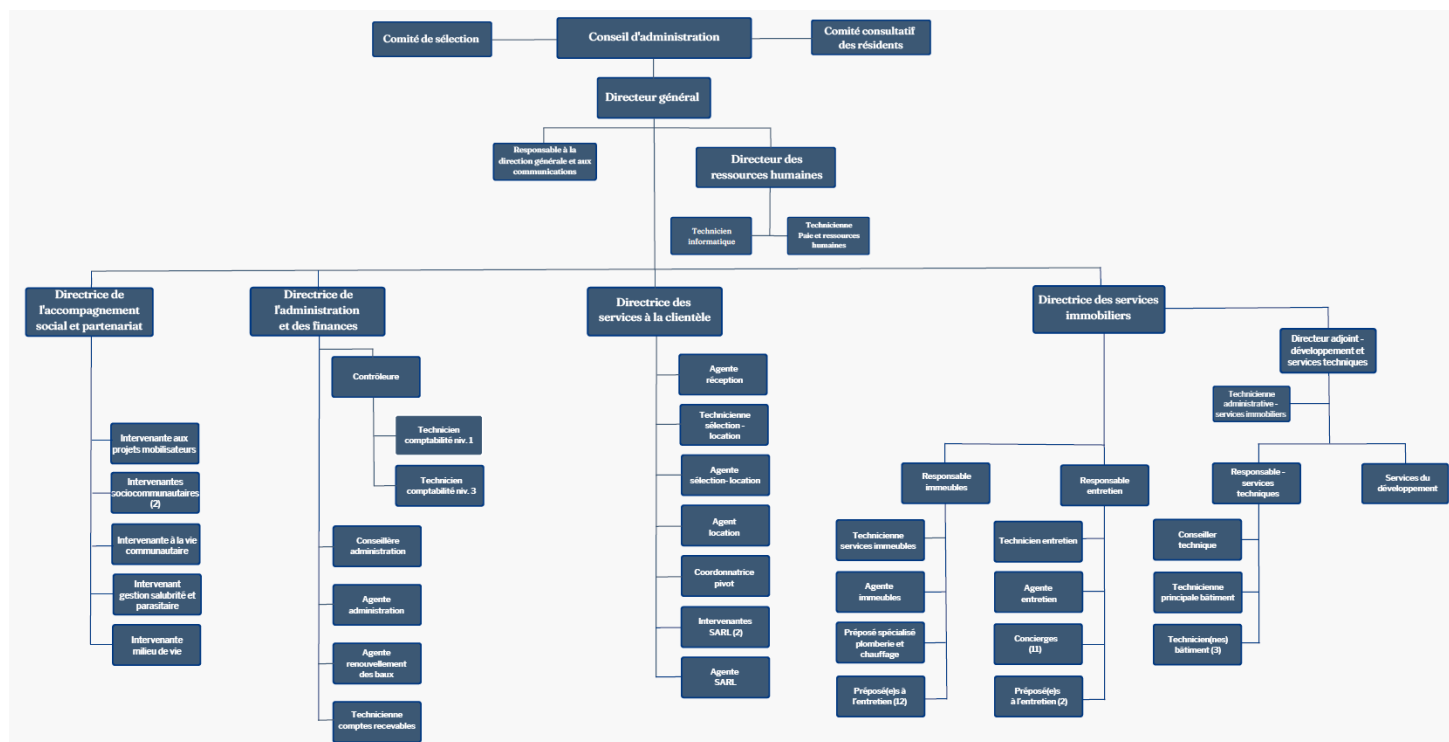 Comité de sélection
Conseil d'administration
Comité consultatif
des résidents
Directeur général
Responsable à la
direction générale et aux
communications
Directeur des
ressources humaines
Technicien
informatique
Technicienne
Paie et ressources
humaines
Directrice de
l'accompagnement
social et partenariat
Directrice de
l'administration
et des finances
Directrice des
services à la clientèle
Directrice des services
immobiliers
Intervenante aux
projets mobilisateurs
Intervenantes
sociocommunautaires
(2)
Intervenante à la vie
communautaire
Intervenant
gestion salubrité et
parasitaire
Intervenante
milieu de vie
Contrôleure
Technicien
comptabilité niv. 1
Technicien
comptabilité niv. 3
Conseillère
administration
Agente
administration
Agente
renouvellement
des baux
Technicienne
comptes recevables
Agente
réception
Technicienne
sélection -
location
Agente
sélection- location
Agent
location
Coordonnatrice
pivot
Intervenantes
SARL (2)
Agente
SARL
Directeur adjoint -
développement et
services techniques
Technicienne
administrative -
services immobiliers
Responsable
immeubles
Technicienne
services immeubles
Agente
immeubles
Préposé spécialisé
plomberie et
chauffage
Préposé(e)s à
l'entretien (12)
Responsable
entretien
Technicien entretien
Agente
entretien
Concierges
(11)
Préposé(e)s
à l'entretien (2)
Responsable -
services
techniques
Conseiller
technique
Technicienne
principale bâtiment
Technicien(nes)
bâtiment (3)
Services du
développement